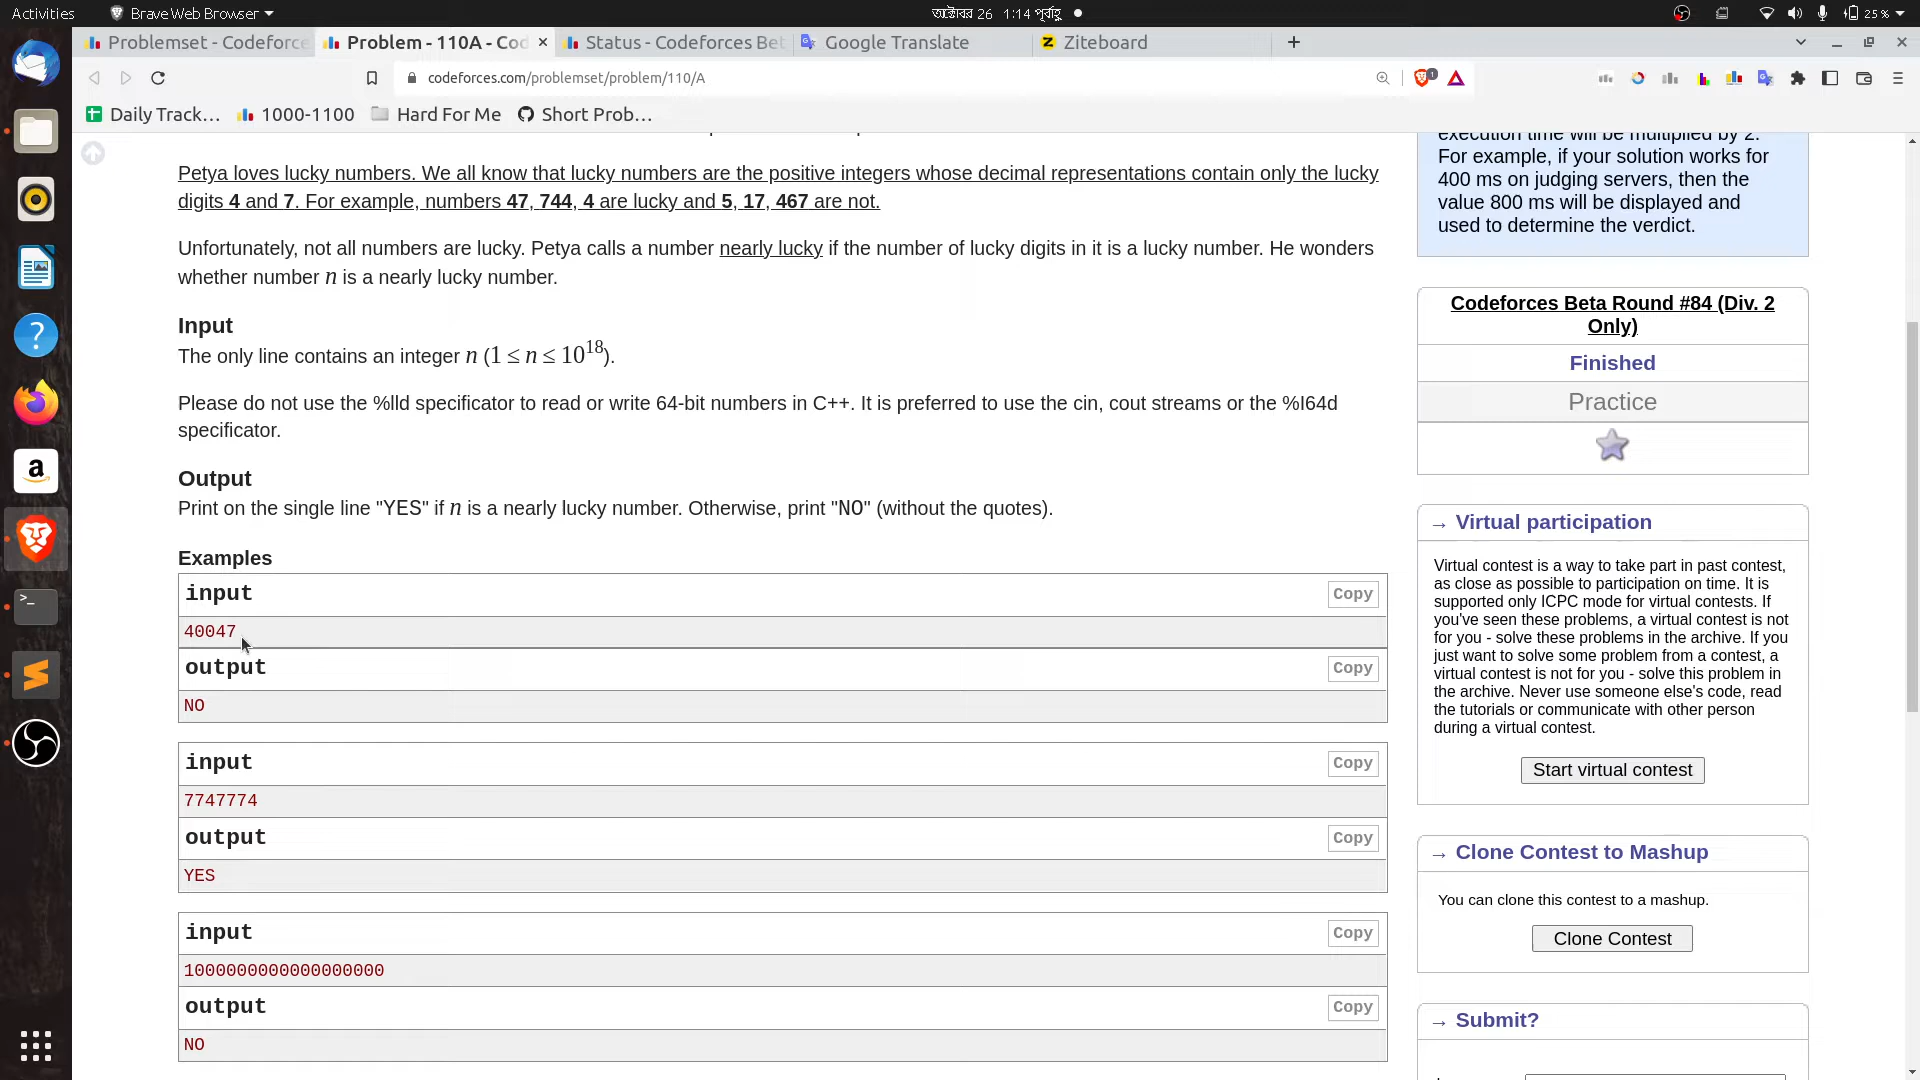 Activities
Brave Web Browser
অক্টোবর 26 1:14 পূর্বাহ্ণ
25 %
Problemset - Codeforce
Problem - 110A - Coc
Status - Codeforces Bet
Google Translate
Ziteboard
codeforces.com/problemset/problem/110/A
Daily Track...
1000-1100
Hard For Me
Short Prob...
Petya loves lucky numbers. We all know that lucky numbers are the positive integers whose decimal representations contain only the lucky
digits 4 and 7. For example, numbers 47, 744, 4 are lucky and 5, 17, 467 are not.
Unfortunately, not all numbers are lucky. Petya calls a number nearly lucky if the number of lucky digits in it is a lucky number. He wonders
whether number n is a nearly lucky number.
Input
The only line contains an integer n (1 ≤ n ≤ 10^18).
Please do not use the %lld specificator to read or write 64-bit numbers in C++. It is preferred to use the cin, cout streams or the %I64d
specificator.
Output
Print on the single line "YES" if n is a nearly lucky number. Otherwise, print "NO" (without the quotes).
Examples
input
Copy
40047
output
Copy
NO
input
Copy
7747774
output
Copy
YES
input
Copy
1000000000000000000
output
Copy
NO
execution time will be multiplied by 2.
For example, if your solution works for
400 ms on judging servers, then the
value 800 ms will be displayed and
used to determine the verdict.
Codeforces Beta Round #84 (Div. 2
Only)
Finished
Practice
→ Virtual participation
Virtual contest is a way to take part in past contest,
as close as possible to participation on time. It is
supported only ICPC mode for virtual contests. If
you've seen these problems, a virtual contest is not
for you - solve these problems in the archive. If you
just want to solve some problem from a contest, a
virtual contest is not for you - solve this problem in
the archive. Never use someone else's code, read
the tutorials or communicate with other person
during a virtual contest.
Start virtual contest
→ Clone Contest to Mashup
You can clone this contest to a mashup.
Clone Contest
→ Submit?